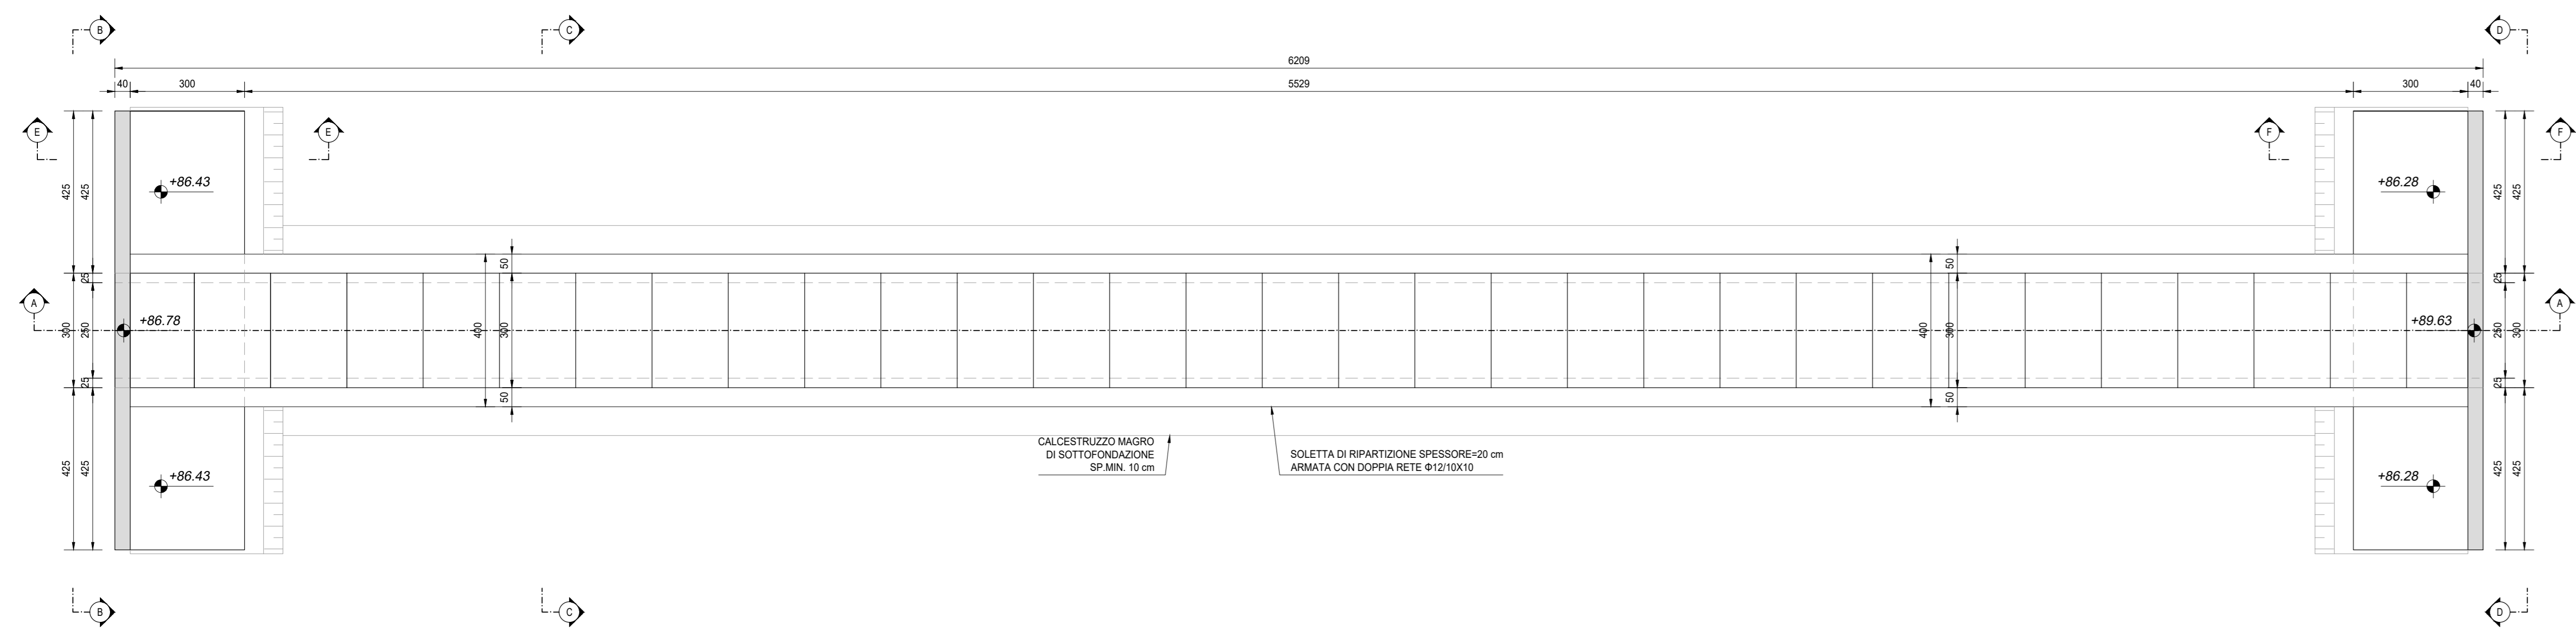 B
C
D
6209
40
300
5529
300
40
E
E
F
F
425
425
+86.43
+86.28
425
425
50
50
A
25
+86.78
300
250
400
300
400
300
+89.63
25
250
300
A
25
50
50
25
CALCESTRUZZO MAGRO
DI SOTTOFONDAZIONE
SP.MIN. 10 cm
SOLETTA DI RIPARTIZIONE SPESSORE=20 cm
ARMATA CON DOPPIA RETE Φ12/10X10
425
425
+86.43
+86.28
425
425
B
C
D